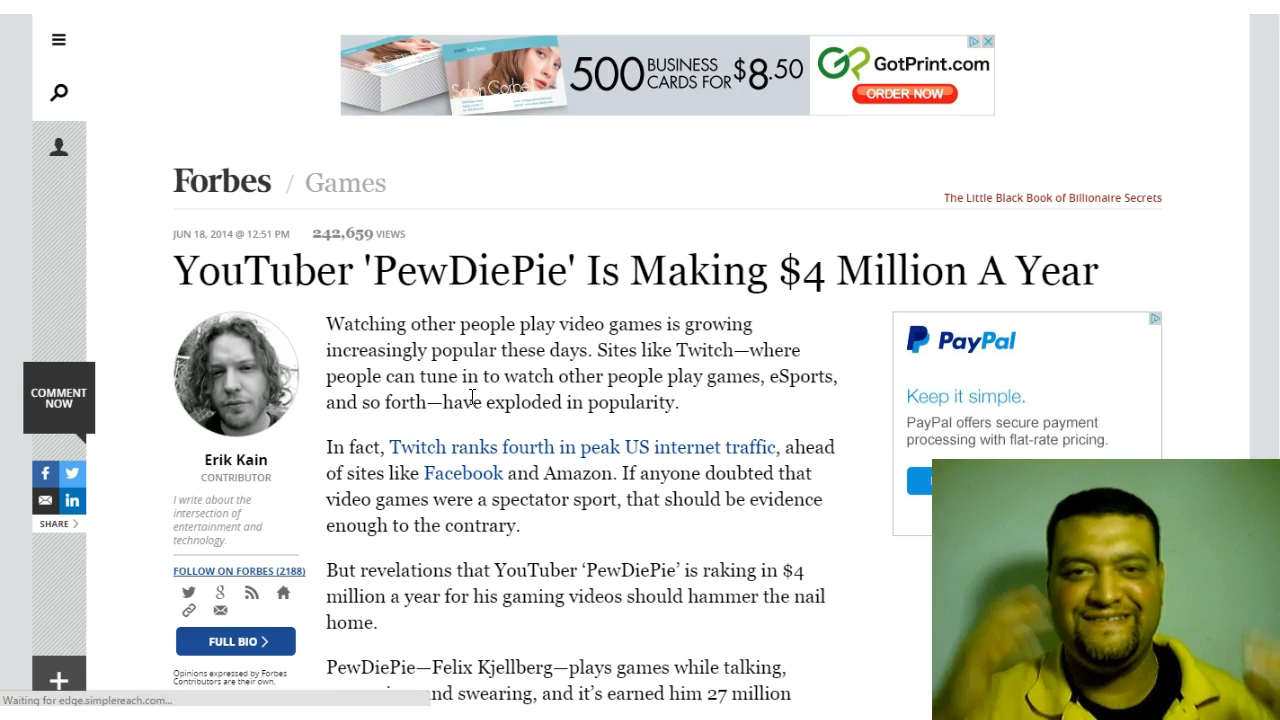 500 BUSINESS CARDS FOR $8.50
Salon Corbel
GotPrint.com
ORDER NOW
Forbes / Games
The Little Black Book of Billionaire Secrets
JUN 18, 2014 @ 12:51 PM 242,659 VIEWS
YouTuber 'PewDiePie' Is Making $4 Million A Year
Watching other people play video games is growing
increasingly popular these days. Sites like Twitch—where
people can tune in to watch other people play games, eSports,
and so forth—have exploded in popularity.
In fact, Twitch ranks fourth in peak US internet traffic, ahead
of sites like Facebook and Amazon. If anyone doubted that
video games were a spectator sport, that should be evidence
enough to the contrary.
But revelations that YouTuber ‘PewDiePie’ is raking in $4
million a year for his gaming videos should hammer the nail
home.
PewDiePie—Felix Kjellberg—plays games while talking,
nd swearing, and it’s earned him 27 million
Erik Kain
CONTRIBUTOR
I write about the
intersection of
entertainment and
technology.
FOLLOW ON FORBES (2188)
FULL BIO >
Opinions expressed by Forbes
Contributors are their own.
COMMENT
NOW
SHARE >
PayPal
Keep it simple.
PayPal offers secure payment
processing with flat-rate pricing.
Waiting for edge.simplereach.com...